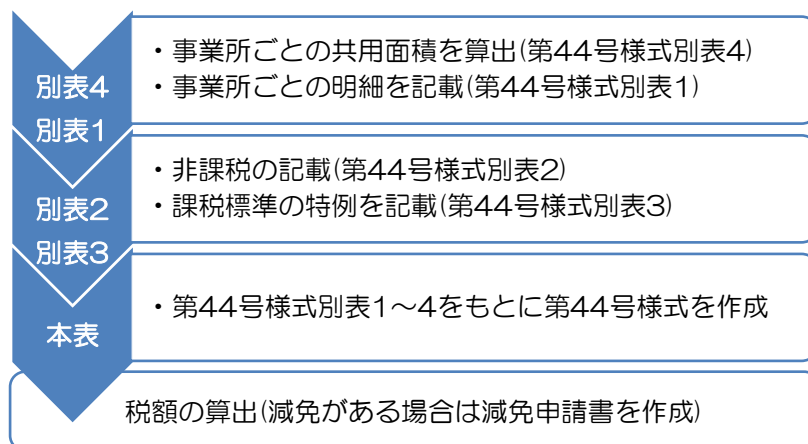 別表4
別表1
・事業所ごとの共用面積を算出(第44号様式別表4)
・事業所ごとの明細を記載(第44号様式別表1)
別表2
別表3
・非課税の記載(第44号様式別表2)
・課税標準の特例を記載(第44号様式別表3)
本表
・第44号様式別表1～4をもとに第44号様式を作成
税額の算出(減免がある場合は減免申請書を作成)